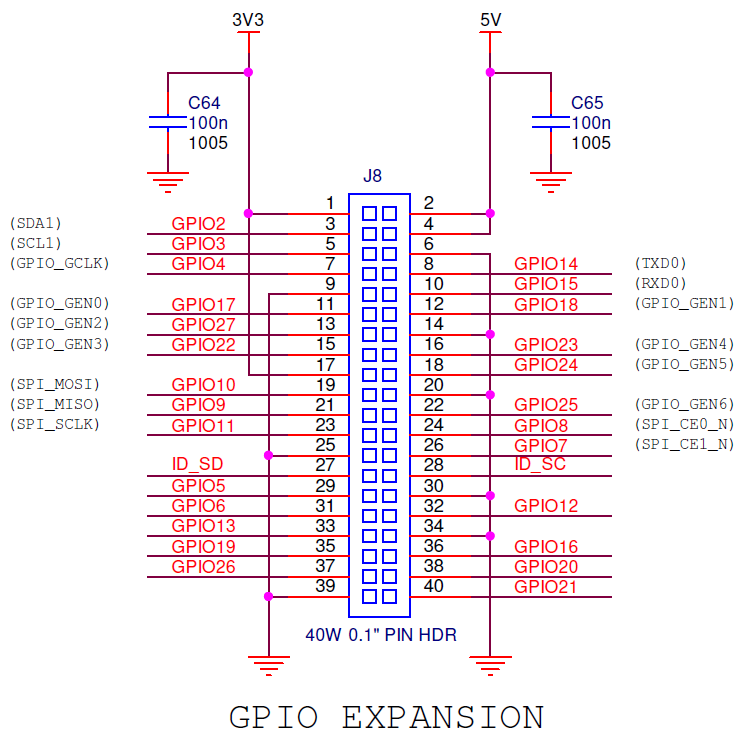 3V3 5V
C64 C65
100n 100n
1005 1005
J8
1 2
(SDA1) GPIO2 3 4
(SCL1) GPIO3 5 6
(GPIO_GCLK) GPIO4 7 8 GPIO14 (TXD0)
9 10 GPIO15 (RXD0)
(GPIO_GEN0) GPIO17 11 12 GPIO18 (GPIO_GEN1)
(GPIO_GEN2) GPIO27 13 14
(GPIO_GEN3) GPIO22 15 16 GPIO23 (GPIO_GEN4)
17 18 GPIO24 (GPIO_GEN5)
(SPI_MOSI) GPIO10 19 20
(SPI_MISO) GPIO9 21 22 GPIO25 (GPIO_GEN6)
(SPI_SCLK) GPIO11 23 24 GPIO8 (SPI_CE0_N)
25 26 GPIO7 (SPI_CE1_N)
ID_SD 27 28 ID_SC
GPIO5 29 30
GPIO6 31 32 GPIO12
GPIO13 33 34
GPIO19 35 36 GPIO16
GPIO26 37 38 GPIO20
39 40 GPIO21
40W 0.1" PIN HDR
GPIO EXPANSION